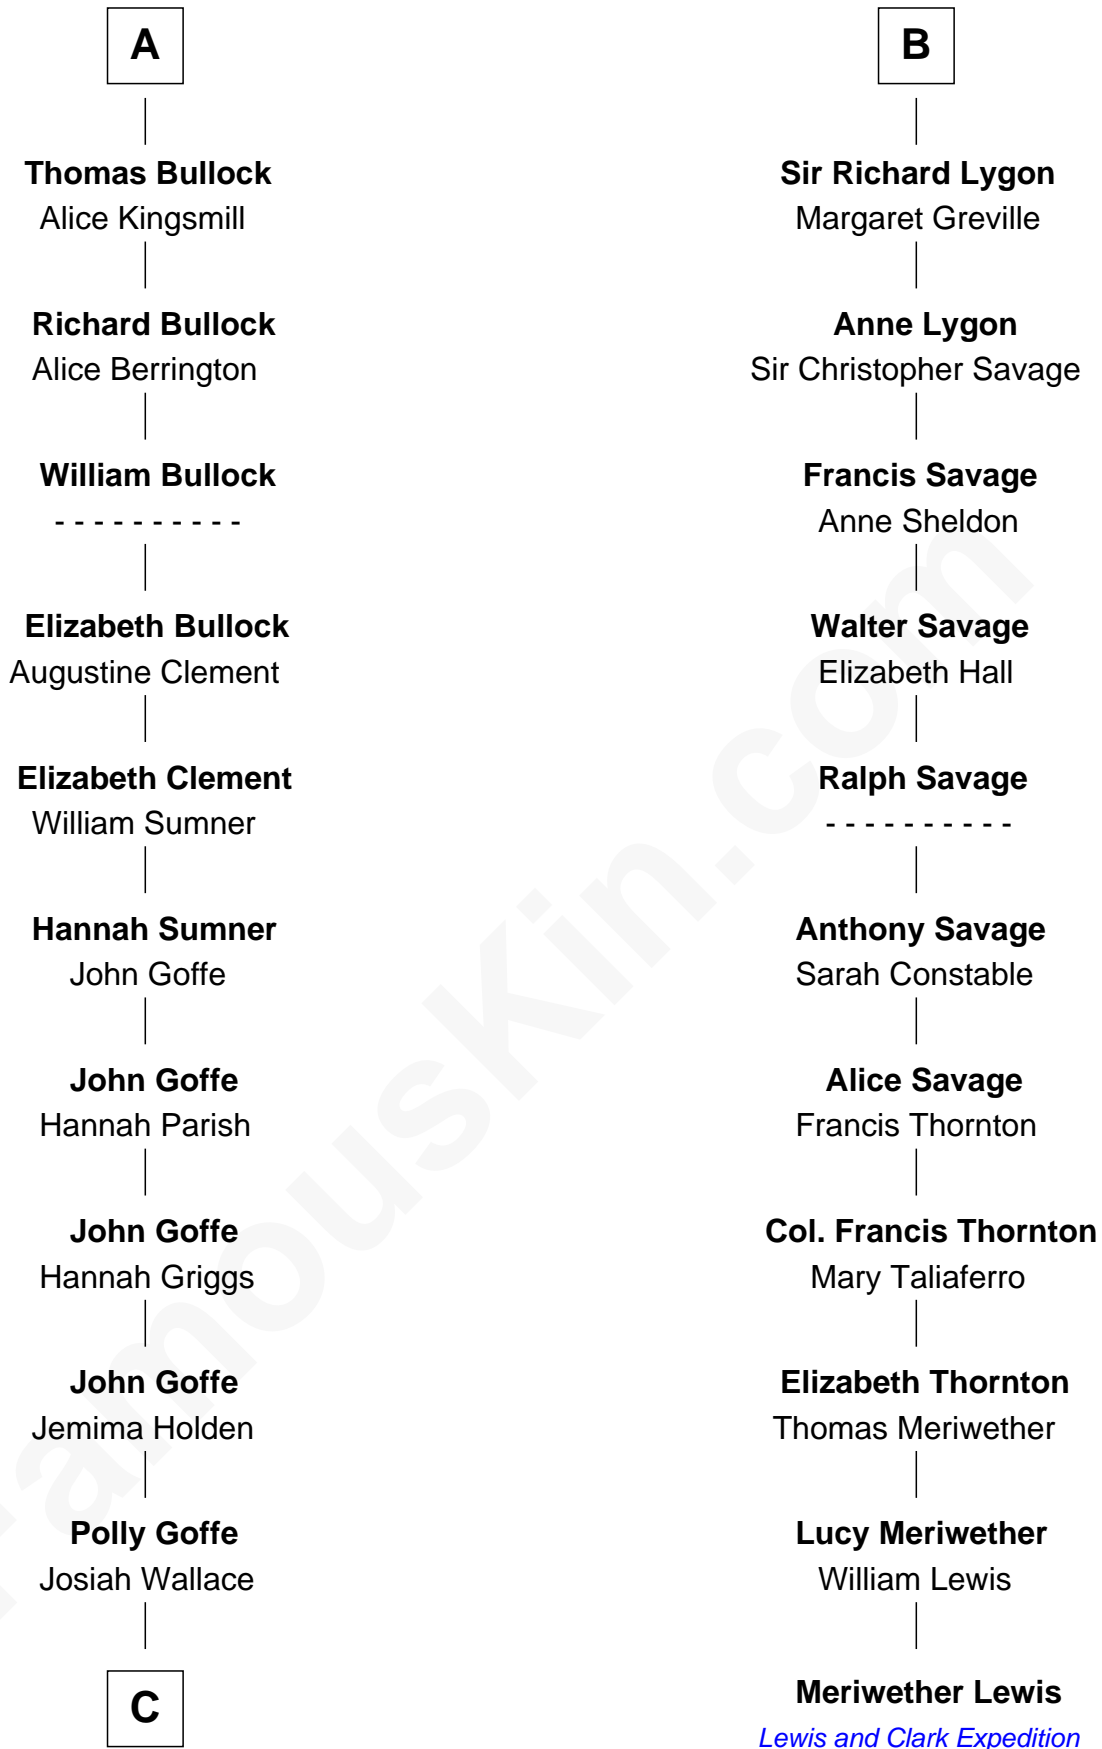 A
Thomas Bullock
Alice Kingsmill
Richard Bullock
Alice Berrington
William Bullock
- - - - - - - - - -
Elizabeth Bullock
Augustine Clement
Elizabeth Clement
William Sumner
Hannah Sumner
John Goffe
John Goffe
Hannah Parish
John Goffe
Hannah Griggs
John Goffe
Jemima Holden
Polly Goffe
Josiah Wallace
C
B
Sir Richard Lygon
Margaret Greville
Anne Lygon
Sir Christopher Savage
Francis Savage
Anne Sheldon
Walter Savage
Elizabeth Hall
Ralph Savage
- - - - - - - - - -
Anthony Savage
Sarah Constable
Alice Savage
Francis Thornton
Col. Francis Thornton
Mary Taliaferro
Elizabeth Thornton
Thomas Meriwether
Lucy Meriwether
William Lewis
Meriwether Lewis
Lewis and Clark Expedition
FamousKin.com